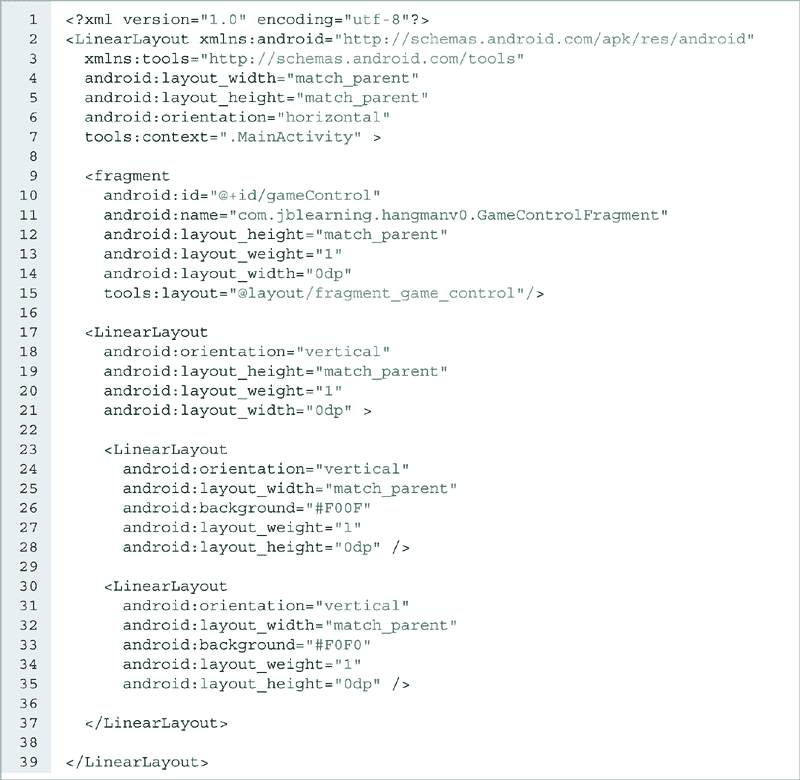 1 <?xml version="1.0" encoding="utf-8"?>
2 <LinearLayout xmlns:android="http://schemas.android.com/apk/res/android"
3   xmlns:tools="http://schemas.android.com/tools"
4   android:layout_width="match_parent"
5   android:layout_height="match_parent"
6   android:orientation="horizontal"
7   tools:context=".MainActivity" >
8
9   <fragment
10     android:id="@+id/gameControl"
11     android:name="com.jblearning.hangmanv0.GameControlFragment"
12     android:layout_height="match_parent"
13     android:layout_weight="1"
14     android:layout_width="0dp"
15     tools:layout="@layout/fragment_game_control"/>
16
17   <LinearLayout
18     android:orientation="vertical"
19     android:layout_height="match_parent"
20     android:layout_weight="1"
21     android:layout_width="0dp" >
22
23     <LinearLayout
24       android:orientation="vertical"
25       android:layout_width="match_parent"
26       android:background="#F00F"
27       android:layout_weight="1"
28       android:layout_height="0dp" />
29
30     <LinearLayout
31       android:orientation="vertical"
32       android:layout_width="match_parent"
33       android:background="#F0F0"
34       android:layout_weight="1"
35       android:layout_height="0dp" />
36
37   </LinearLayout>
38
39 </LinearLayout>